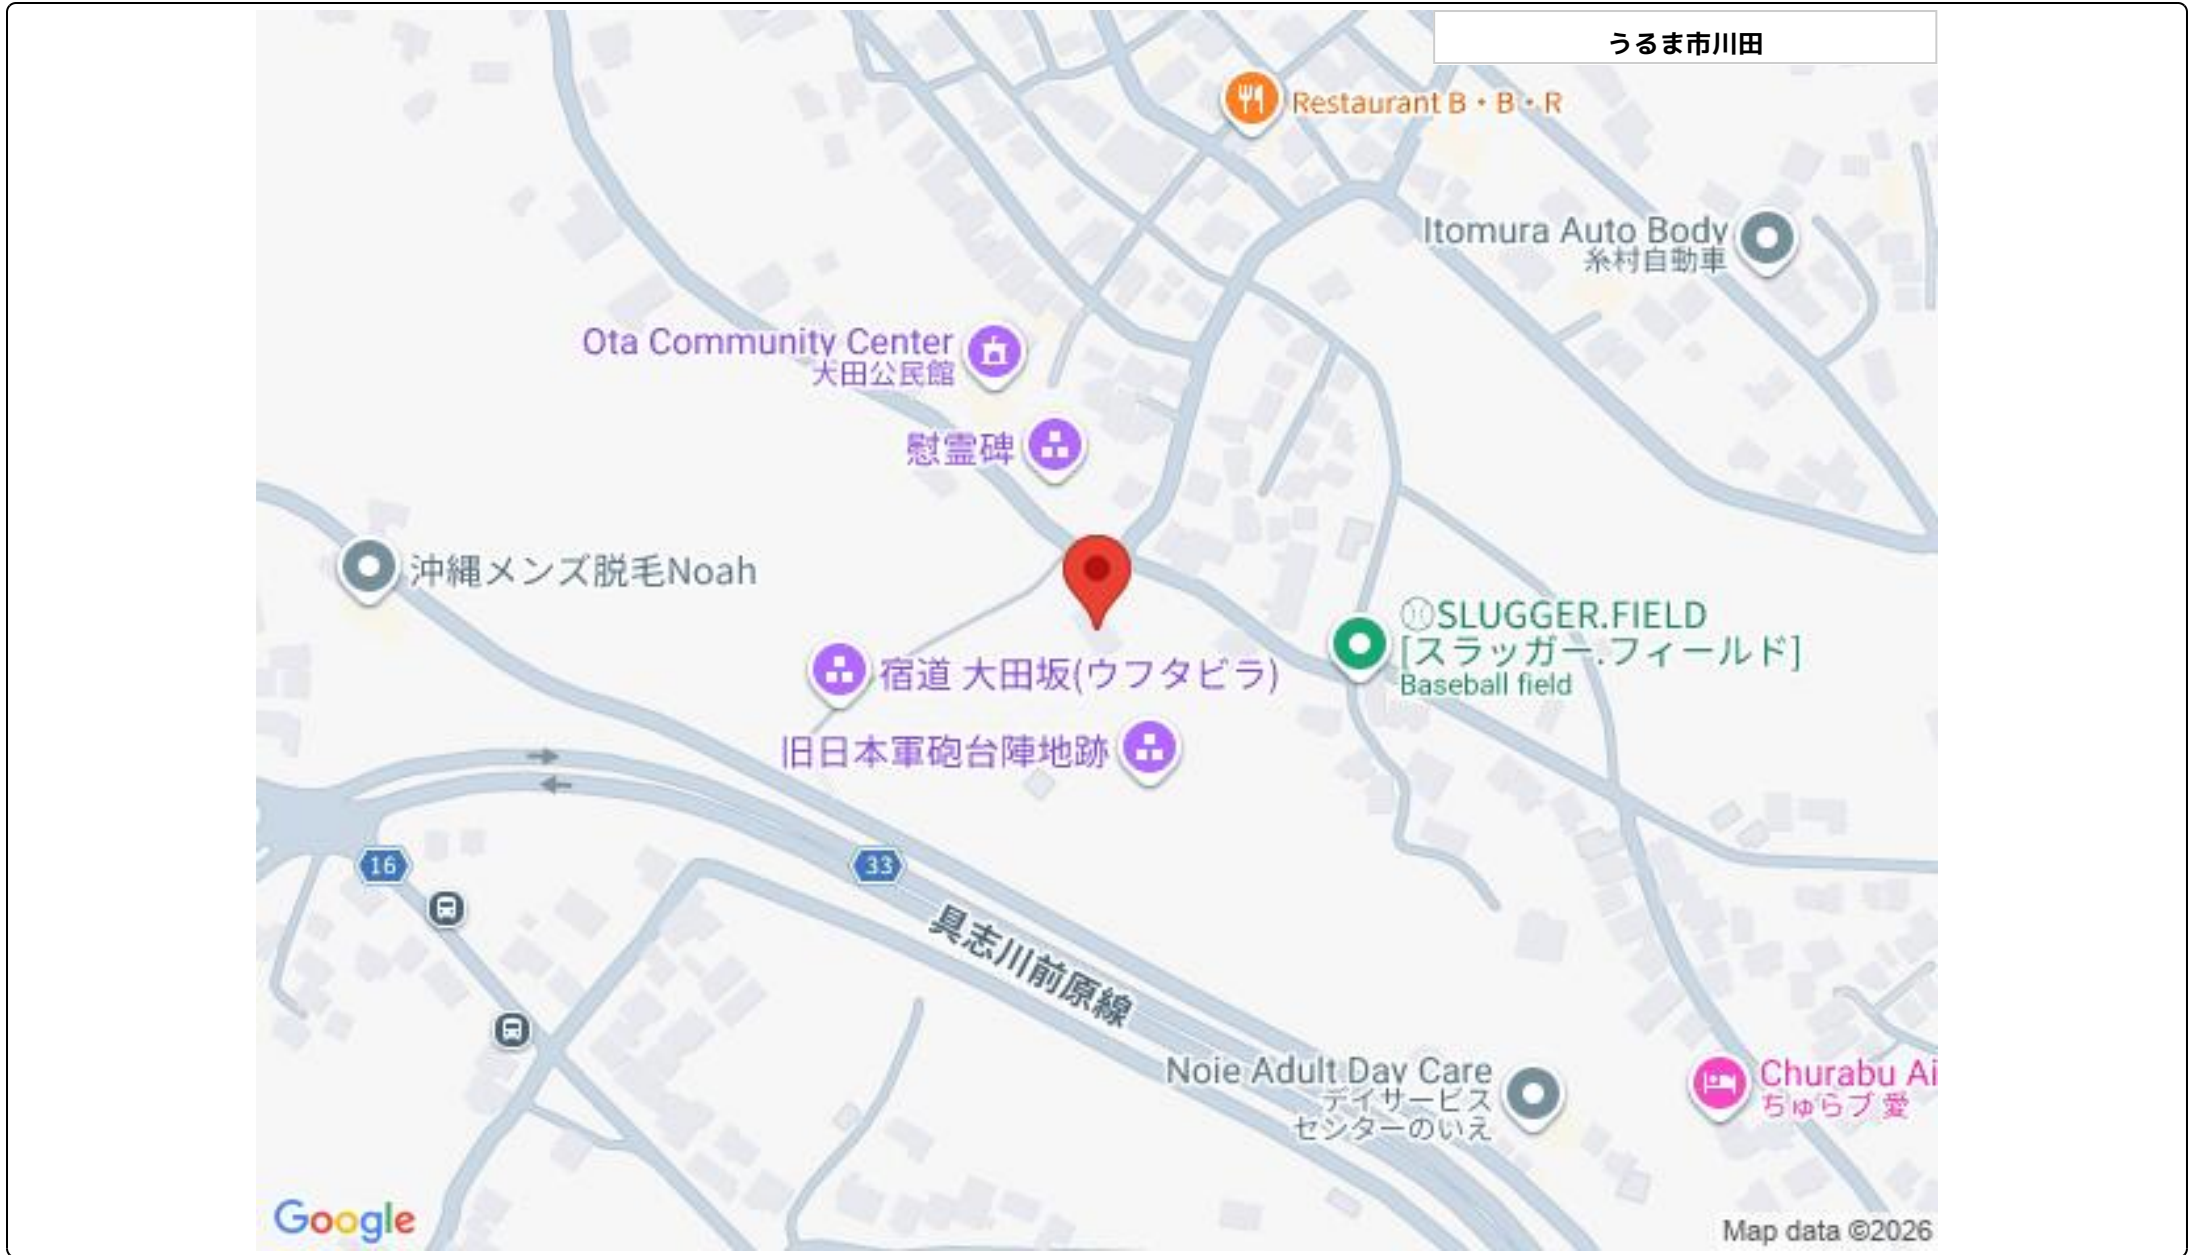 うるま市川田
Restaurant B・B・R
Itomura Auto Body
糸村自動車
Ota Community Center
大田公民館
慰霊碑
沖縄メンズ脱毛Noah
SLUGGER.FIELD
[スラッガー.フィールド]
Baseball field
宿道 大田坂(ウフタビラ)
旧日本軍砲台陣地跡
16
33
具志川前原線
Noie Adult Day Care
デイサービス
センターのいえ
Churabu Ai
ちゅらブ 愛
Google
Map data ©2026